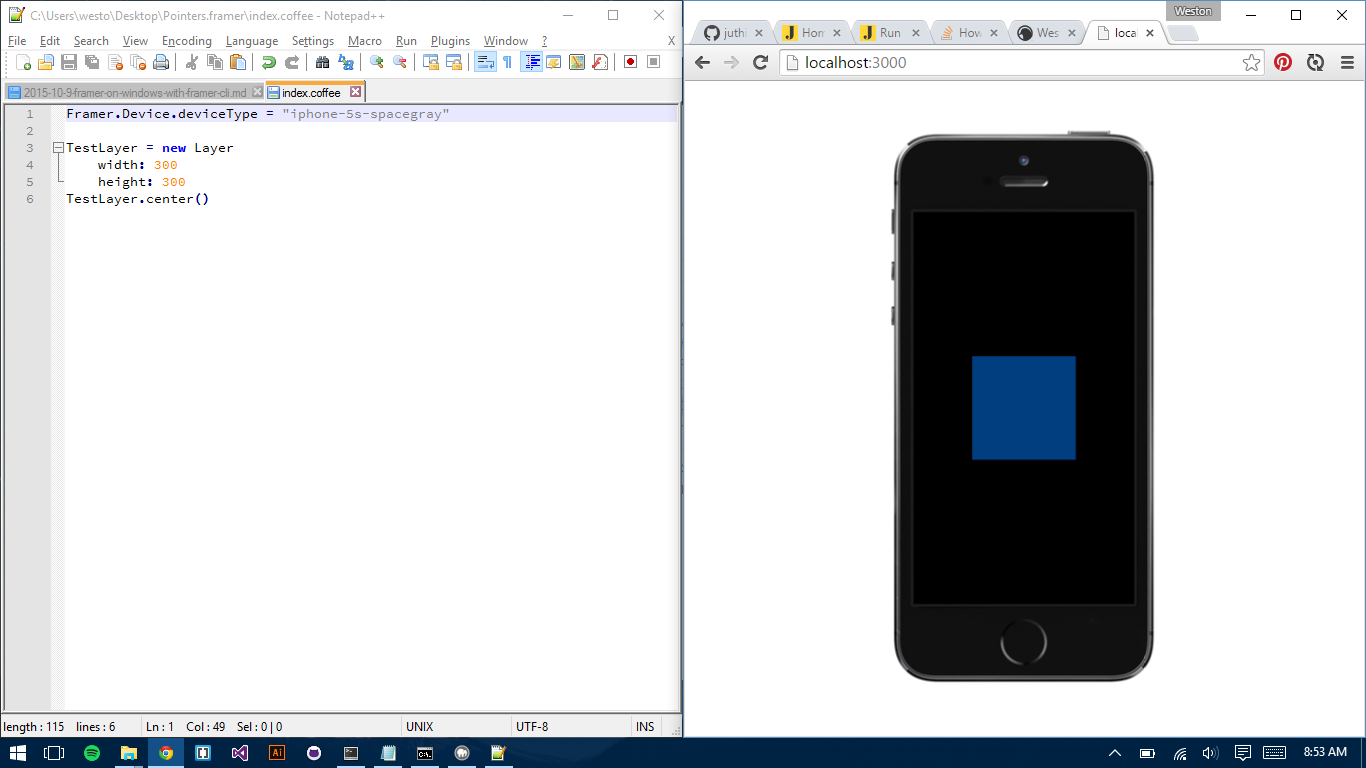 C:\Users\westo\Desktop\Pointers.framer\index.coffee - Notepad++
File Edit Search View Encoding Language Settings Macro Run Plugins Window ? X
2015-10-9-framer-on-windows-with-framer-cli.md index.coffee
1 Framer.Device.deviceType = "iphone-5s-spacegray"
2
3 TestLayer = new Layer
4 width: 300
5 height: 300
6 TestLayer.center()
length : 115 lines : 6 Ln : 1 Col : 49 Sel : 0 | 0 UNIX UTF-8 INS
Weston
juthi Hom Run How Wes loca
localhost:3000
Ai
C:\
8:53 AM